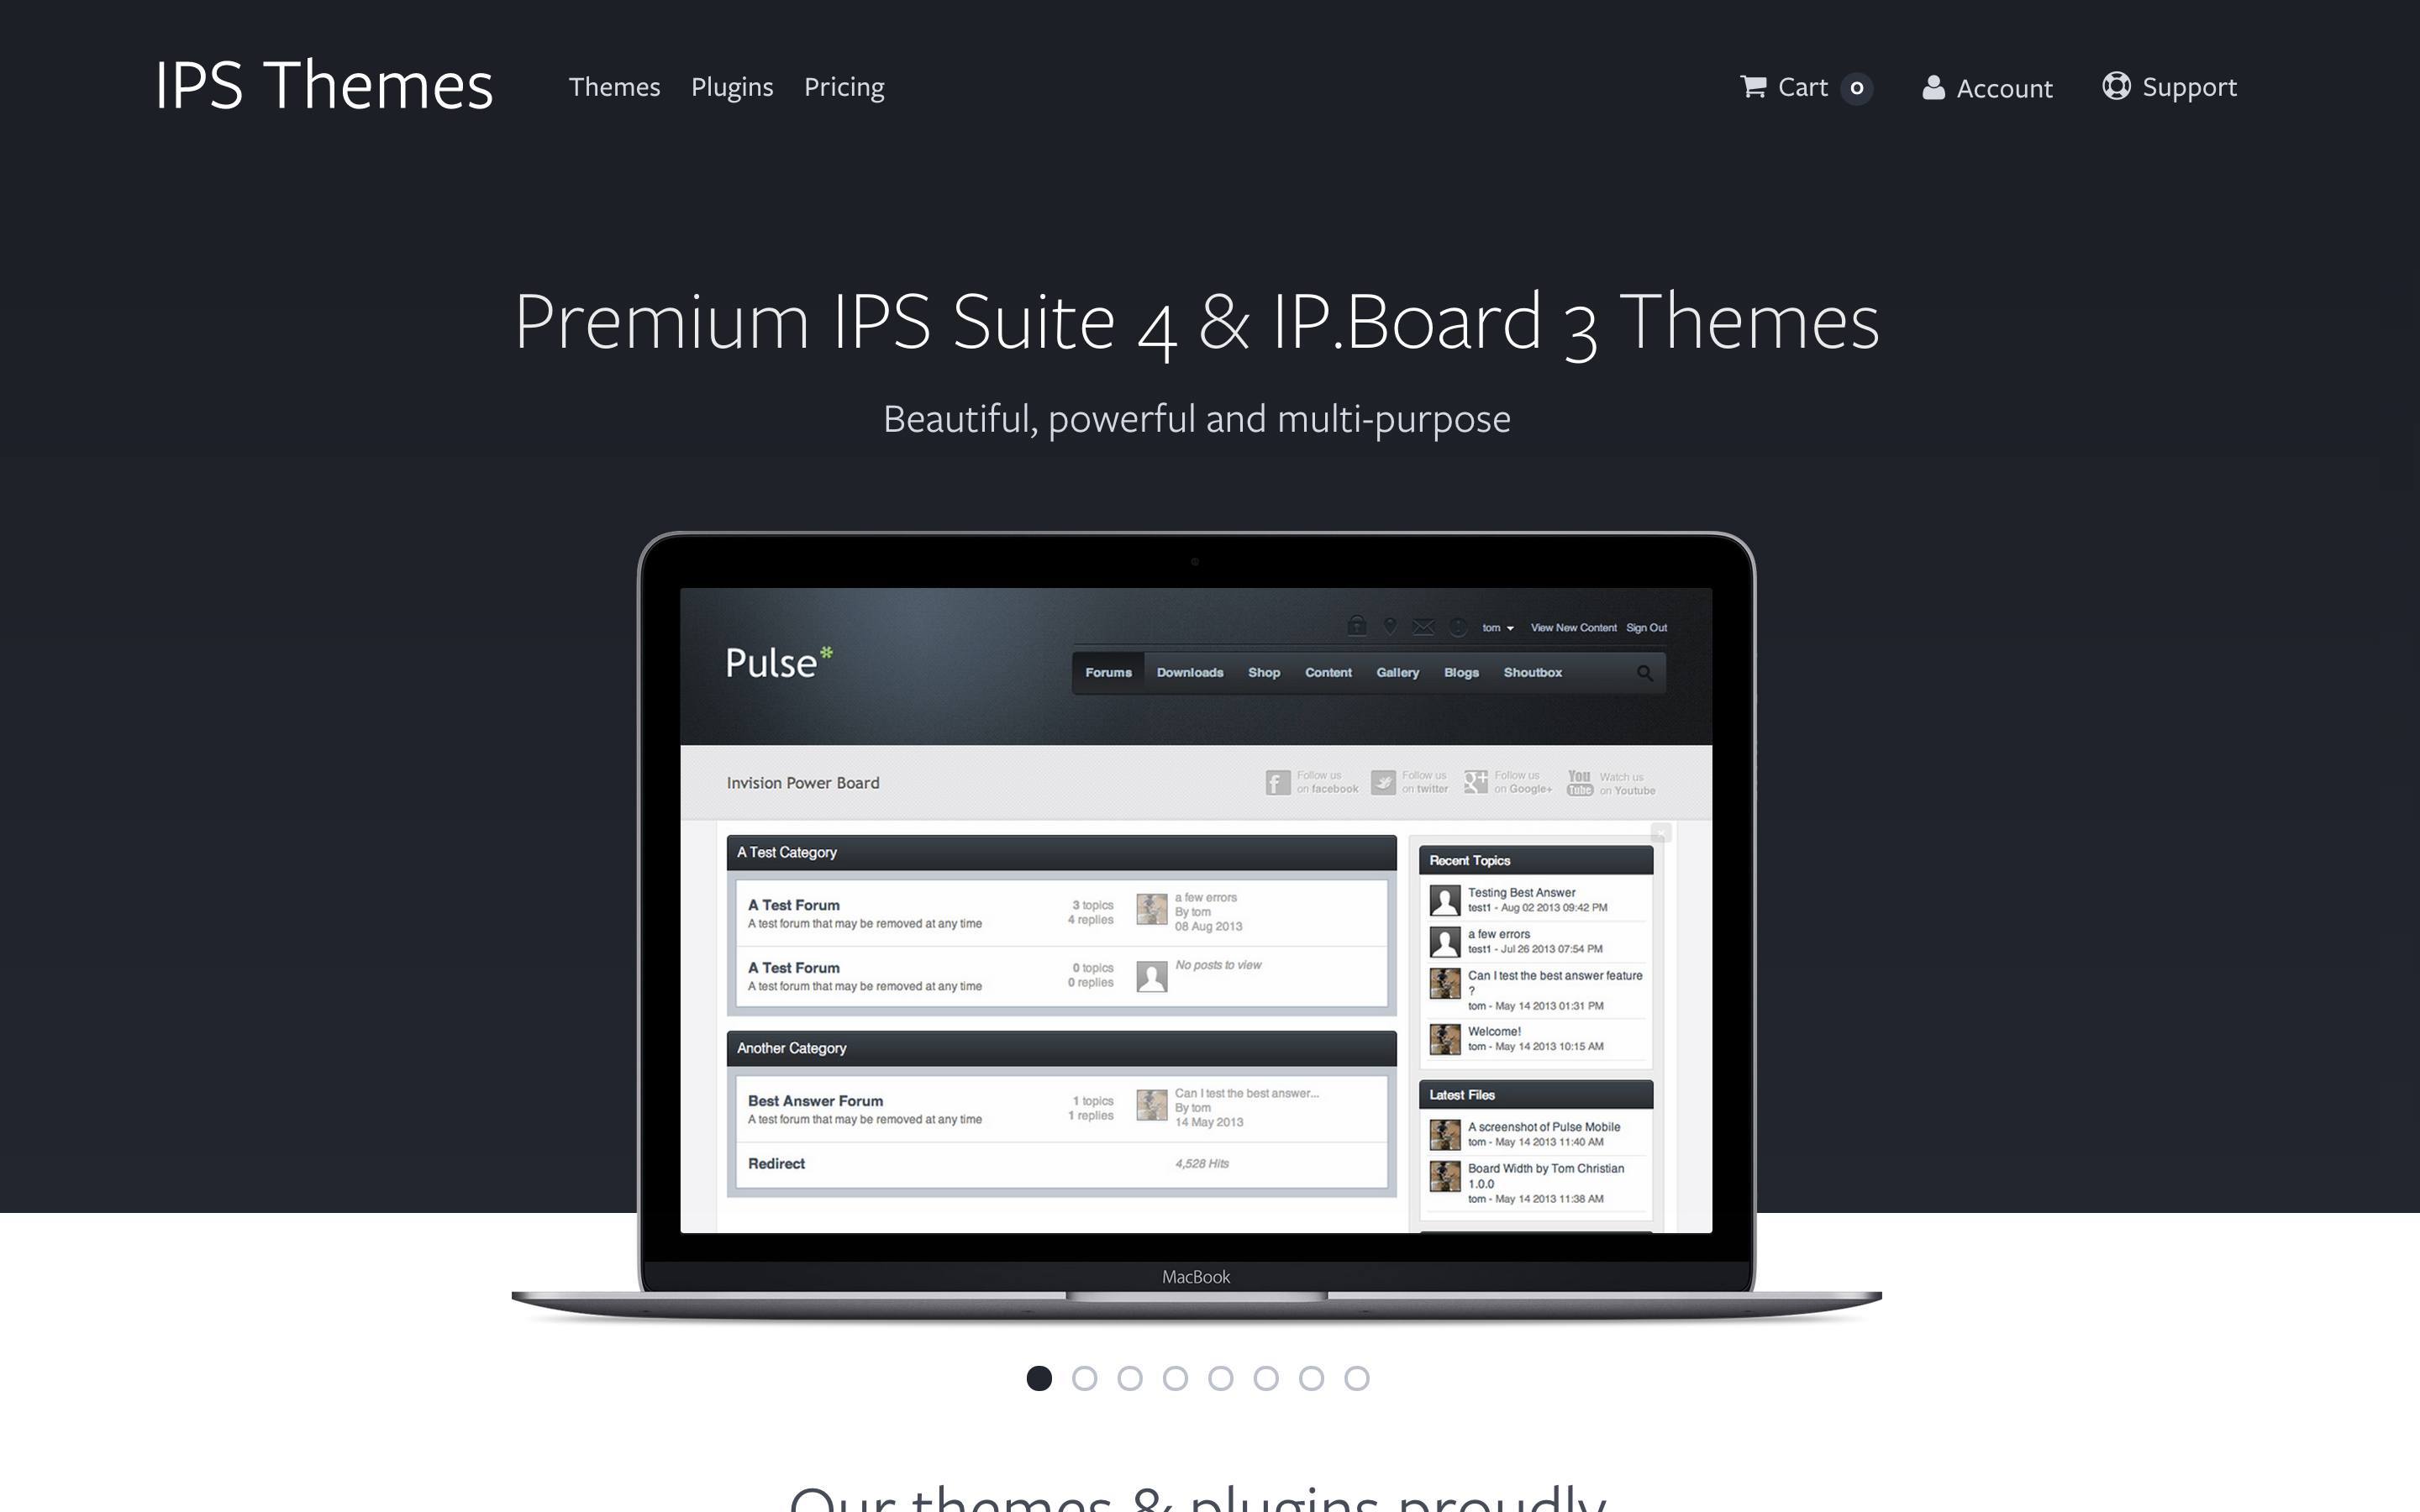 IPS Themes
Themes Plugins Pricing
Cart 0
Account
Support
Premium IPS Suite 4 & IP.Board 3 Themes
Beautiful, powerful and multi-purpose
tom View New Content Sign Out
Pulse*
Forums Downloads Shop Content Gallery Blogs Shoutbox
Invision Power Board
Follow us
on facebook
Follow us
on twitter
Follow us
on Google+
You
Tube
Watch us
on Youtube
A Test Category
A Test Forum
A test forum that may be removed at any time
3 topics
4 replies
a few errors
By tom
08 Aug 2013
A Test Forum
A test forum that may be removed at any time
0 topics
0 replies
No posts to view
Another Category
Best Answer Forum
A test forum that may be removed at any time
1 topics
1 replies
Can I test the best answer...
By tom
14 May 2013
Redirect
4,528 Hits
Recent Topics
Testing Best Answer
test1 - Aug 02 2013 09:42 PM
a few errors
test1 - Jul 26 2013 07:54 PM
Can I test the best answer feature
?
tom - May 14 2013 01:31 PM
Welcome!
tom - May 14 2013 10:15 AM
Latest Files
A screenshot of Pulse Mobile
tom - May 14 2013 11:40 AM
Board Width by Tom Christian
1.0.0
tom - May 14 2013 11:38 AM
MacBook
Our themes & plugins proudly